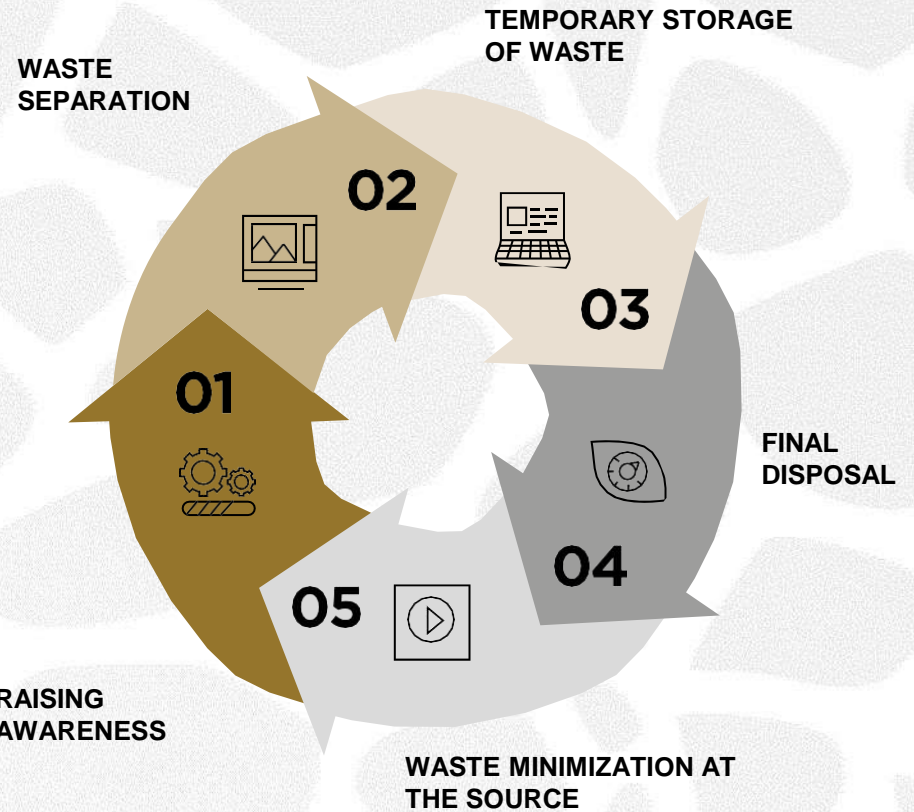 TEMPORARY STORAGE
OF WASTE
WASTE
SEPARATION
02
03
01
FINAL
DISPOSAL
04
05
RAISING
AWARENESS
WASTE MINIMIZATION AT
THE SOURCE